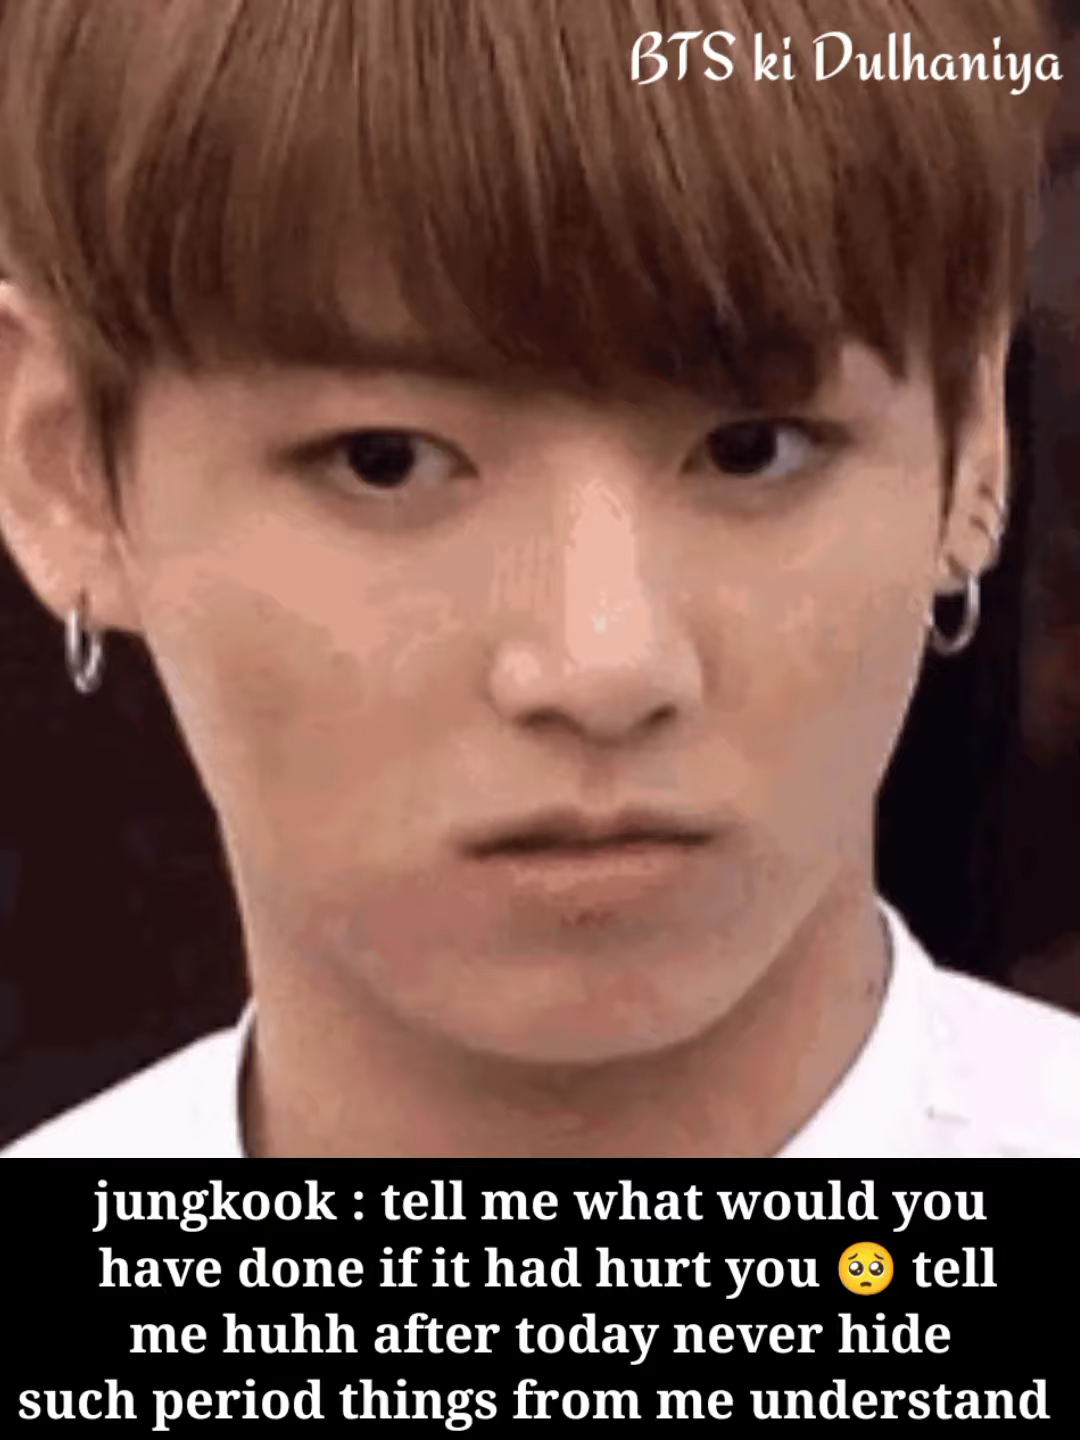 BTS ki Dulhaniya
jungkook : tell me what would you
have done if it had hurt you 🥺 tell
me huhh after today never hide
such period things from me understand